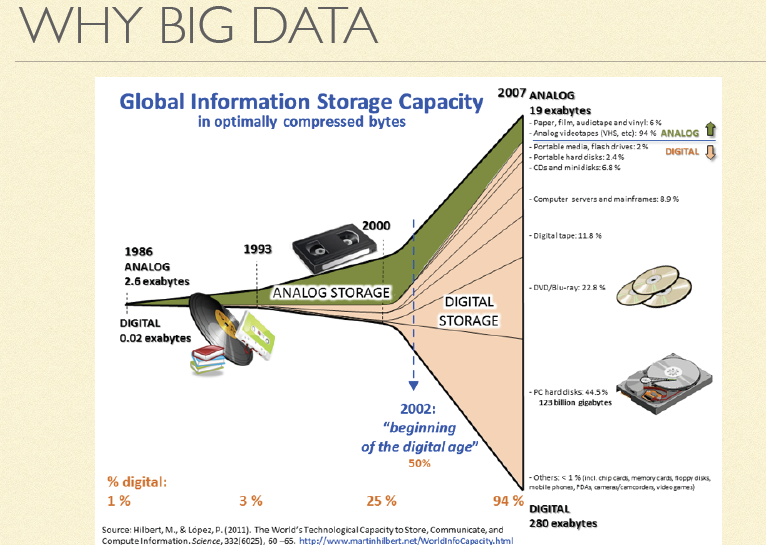 WHY BIG DATA
Global Information Storage Capacity
in optimally compressed bytes
2007 ANALOG
19 exabytes
- Paper, film, audiotape and vinyl: 6 %
- Analog videotapes (VHS, etc): 94 %
ANALOG
DIGITAL
- Portable media, flash drives: 2 %
- Portable hard disks: 2.4 %
- CDs and minidisks: 6.8 %
- Computer servers and mainframes: 8.9 %
- Digital tape: 11.8 %
- DVD/Blu-ray: 22.8 %
- PC hard disks: 44.5 %
123 billion gigabytes
- Others: < 1 % (incl. chip cards, memory cards, floppy disks,
mobile phones, PDAs, cameras/camcorders, video games)
DIGITAL
280 exabytes
1986
ANALOG
2.6 exabytes
DIGITAL
0.02 exabytes
1993
2000
ANALOG STORAGE
DIGITAL
STORAGE
2002:
"beginning
of the digital age"
50%
% digital:
1 %
3 %
25 %
94 %
Source: Hilbert, M., & López, P. (2011). The World's Technological Capacity to Store, Communicate, and
Compute Information. Science, 332(6025), 60 –65. http://www.martinhilbert.net/WorldInfoCapacity.html